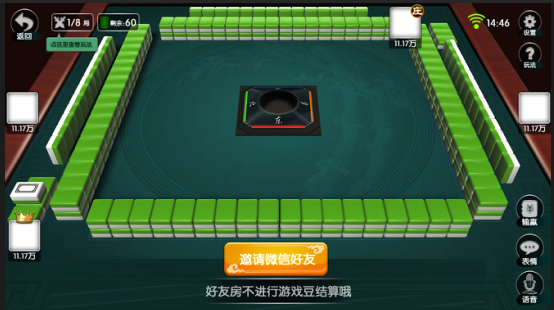 返回
1/8 局
剩余: 60
点这里查看玩法
庄
14:46
设置
玩法
11.17万
11.17万
11.17万
11.17万
东
输赢
表情
语音
邀请微信好友
好友房不进行游戏豆结算哦